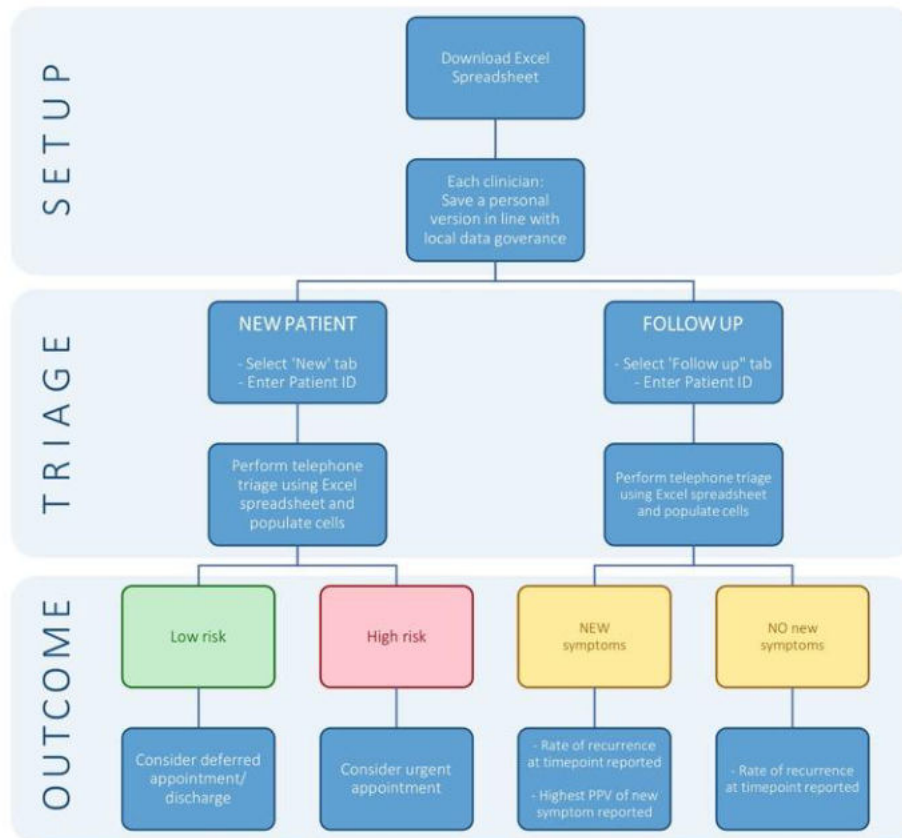 SETUP
Download Excel
Spreadsheet
Each clinician:
Save a personal
version in line with
local data goverance
TRIAGE
NEW PATIENT
- Select 'New' tab
- Enter Patient ID
FOLLOW UP
- Select 'Follow up" tab
- Enter Patient ID
Perform telephone
triage using Excel
spreadsheet and
populate cells
Perform telephone triage
using Excel spreadsheet
and populate cells
OUTCOME
Low risk
High risk
NEW
symptoms
NO new
symptoms
Consider deferred
appointment/
discharge
Consider urgent
appointment
- Rate of recurrence
at timepoint reported
- Highest PPV of new
symptom reported
- Rate of recurrence
at timepoint reported